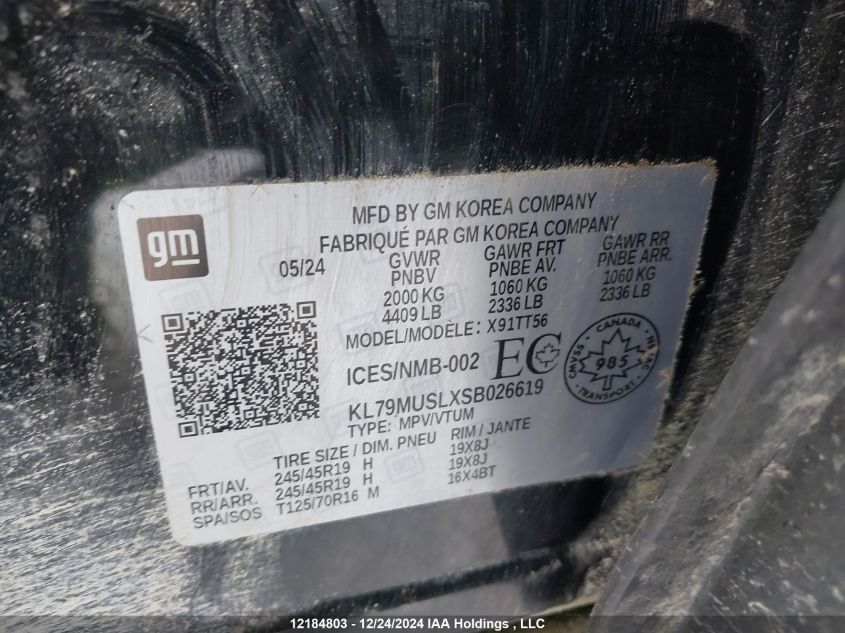 gm
MFD BY GM KOREA COMPANY
FABRIQUÉ PAR GM KOREA COMPANY
05/24 GVWR GAWR FRT GAWR RR
PNBV PNBE AV. PNBE ARR.
2000 KG 1060 KG 1060 KG
4409 LB 2336 LB 2336 LB
MODEL/MODÈLE: X91TT56
ICES/NMB-002 EC
CANADA
985
TRANSPORT
KL79MUSLXSB026619
TYPE: MPV/VTUM
TIRE SIZE / DIM. PNEU RIM / JANTE
FRT/AV. 245/45R19 H 19X8J
RR/ARR. 245/45R19 H 19X8J
SPA/SOS T125/70R16 M 16X4BT
12184803 - 12/24/2024 IAA Holdings , LLC